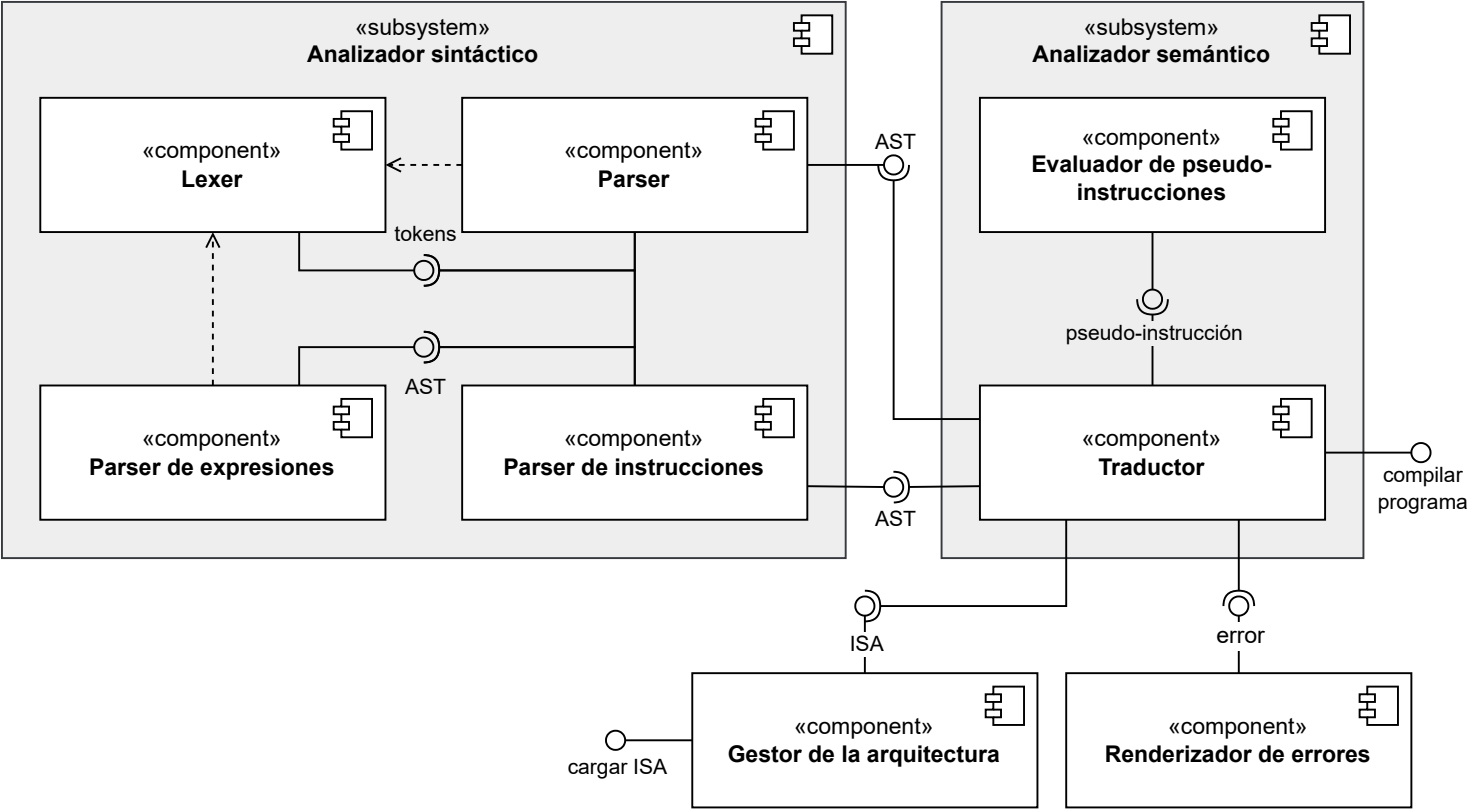 «subsystem»
Analizador sintáctico
«component»
Lexer
«component»
Parser
tokens
AST
«component»
Parser de expresiones
«component»
Parser de instrucciones
AST
AST
«subsystem»
Analizador semántico
«component»
Evaluador de pseudo-
instrucciones
pseudo-instrucción
«component»
Traductor
compilar
programa
ISA
error
«component»
Gestor de la arquitectura
cargar ISA
«component»
Renderizador de errores